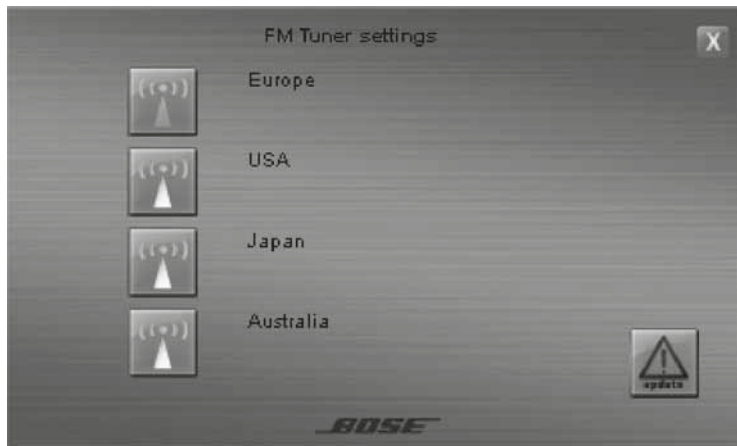 FM Tuner settings
X
Europe
USA
Japan
Australia
update
BOSE